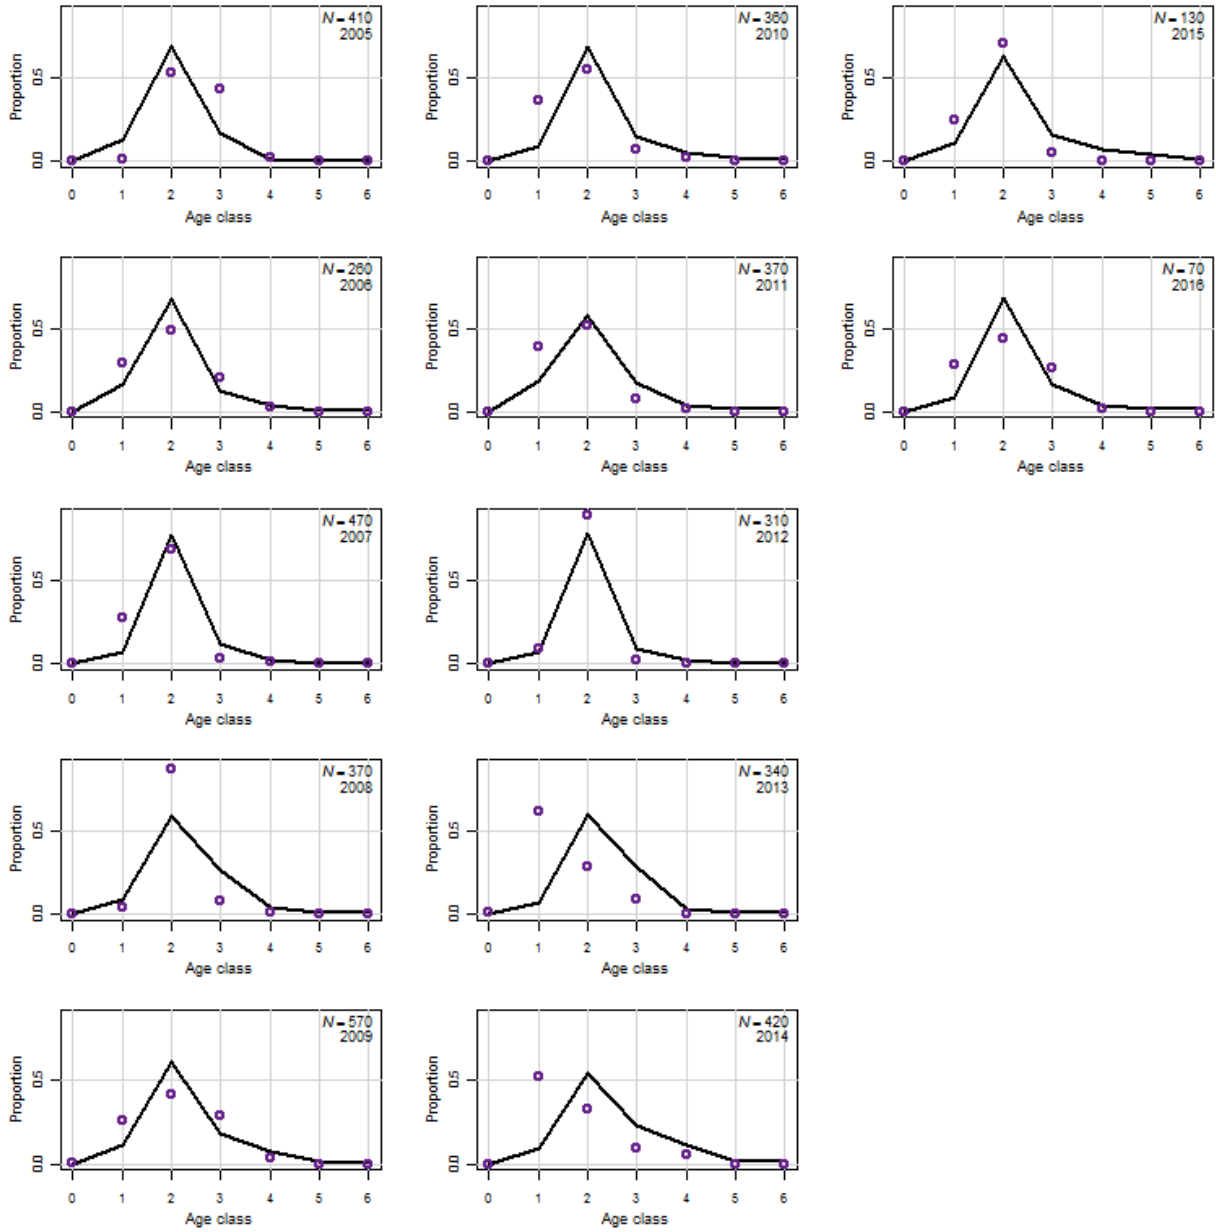 N = 410
2005
Proportion
0.0 0.5
0 1 2 3 4 5 6
Age class
N = 360
2010
Proportion
0.0 0.5
0 1 2 3 4 5 6
Age class
N = 130
2015
Proportion
0.0 0.5
0 1 2 3 4 5 6
Age class
N = 260
2006
Proportion
0.0 0.5
0 1 2 3 4 5 6
Age class
N = 370
2011
Proportion
0.0 0.5
0 1 2 3 4 5 6
Age class
N = 70
2016
Proportion
0.0 0.5
0 1 2 3 4 5 6
Age class
N = 470
2007
Proportion
0.0 0.5
0 1 2 3 4 5 6
Age class
N = 310
2012
Proportion
0.0 0.5
0 1 2 3 4 5 6
Age class
N = 370
2008
Proportion
0.0 0.5
0 1 2 3 4 5 6
Age class
N = 340
2013
Proportion
0.0 0.5
0 1 2 3 4 5 6
Age class
N = 570
2009
Proportion
0.0 0.5
0 1 2 3 4 5 6
Age class
N = 420
2014
Proportion
0.0 0.5
0 1 2 3 4 5 6
Age class